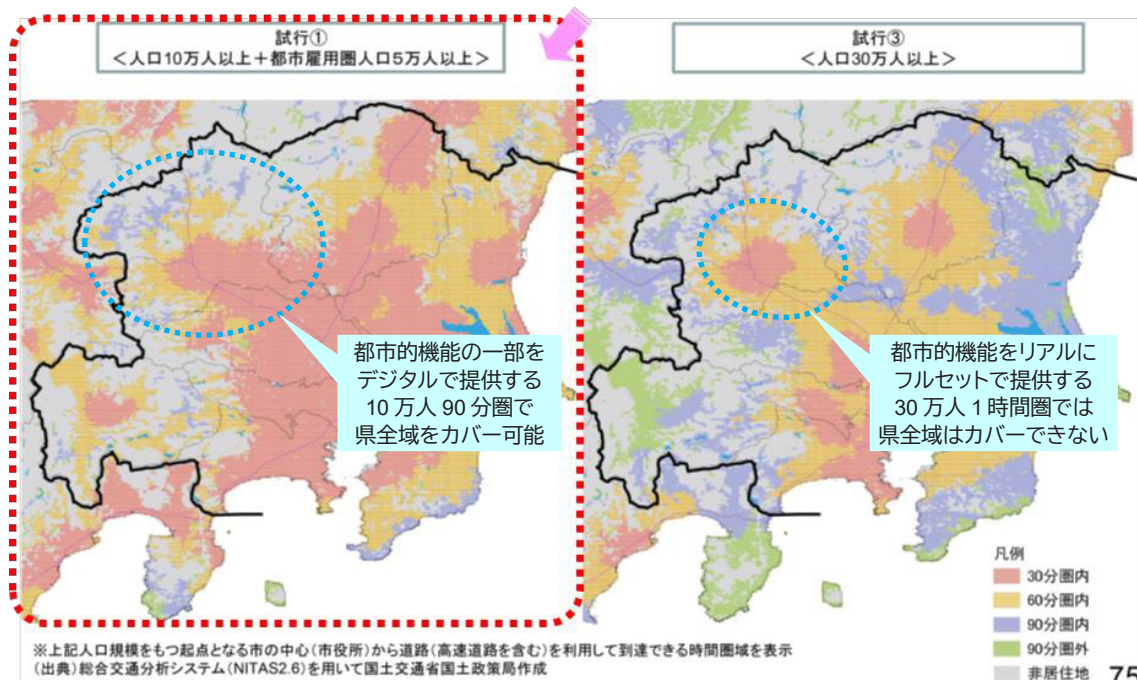 試行①
＜人口10万人以上＋都市雇用圏人口5万人以上＞
試行③
＜人口30万人以上＞
都市的機能の一部を
デジタルで提供する
10 万人 90 分圏で
県全域をカバー可能
都市的機能をリアルに
フルセットで提供する
30 万人 1 時間圏では
県全域はカバーできない
凡例
30分圏内
60分圏内
90分圏内
90分圏外
非居住地
※上記人口規模をもつ起点となる市の中心（市役所）から道路（高速道路を含む）を利用して到達できる時間圏域を表示
（出典）総合交通分析システム（NITAS2.6）を用いて国土交通省国土政策局作成
75